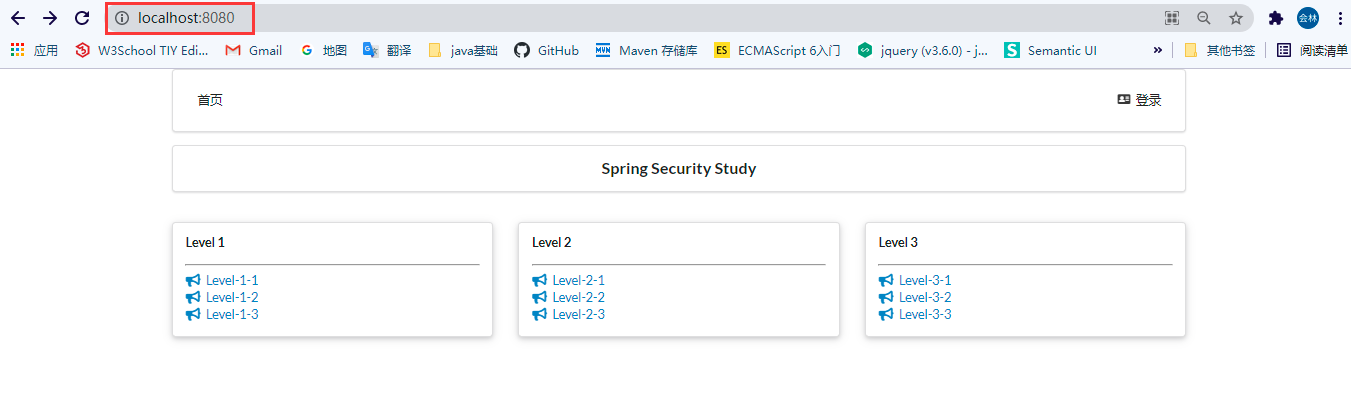 localhost:8080
会林
应用 W3School TIY Edi... Gmail 地图 翻译 java基础 GitHub MVN Maven 存储库 ES ECMAScript 6入门 jquery (v3.6.0) - j... S Semantic UI » 其他书签 阅读清单
首页 登录
Spring Security Study
Level 1
Level-1-1
Level-1-2
Level-1-3
Level 2
Level-2-1
Level-2-2
Level-2-3
Level 3
Level-3-1
Level-3-2
Level-3-3